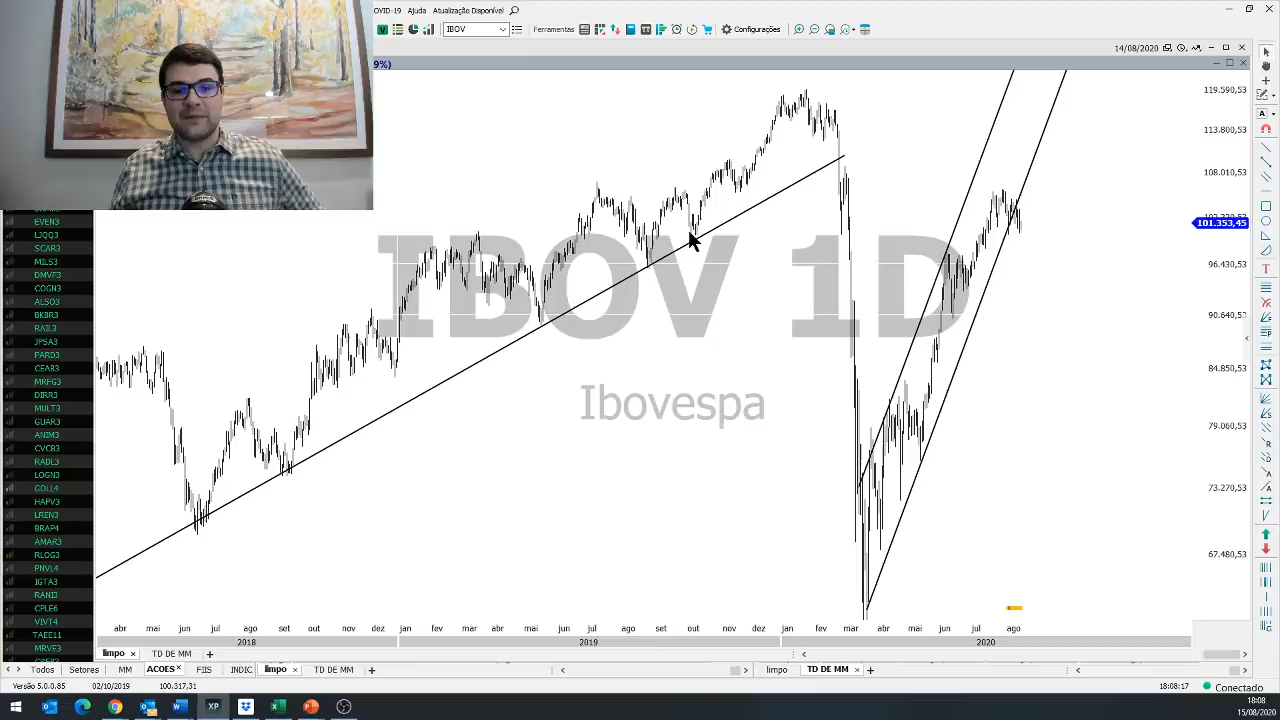 OVID-19 Ajuda Atualização Disponível
IBOV
Ferramentas
Configurações
14/08/2020
9%)
EVEN3
LJQQ3
SCAR3
MILS3
DMVF3
COGN3
ALSO3
BKBR3
RAIL3
JPSA3
PARD3
CEAB3
MRFG3
DIRR3
MULT3
GUAR3
ANIM3
CVCB3
RADL3
LOGN3
GOLL4
HAPV3
LREN3
BRAP4
AMAR3
RLOG3
PNVL4
IGTA3
RANI3
CPLE6
VIVT4
TAEE11
MRVE3
IBOV 1D
Ibovespa
119.590,53
113.800,53
108.010,53
101.353,45
96.430,53
90.640,53
84.850,53
79.060,53
73.270,53
67.480,53
abr mai jun jul ago set out nov dez jan fev mar abr mai jun jul ago set out nov dez jan fev mar abr mai jun jul ago
2018 2019 2020
limpo TD DE MM
Todos Setores MM ACOES FIIS INDIC limpo TD DE MM limpo TD DE MM
Versão 5.0.0.85 02/10/2019 100.317,31 18:08:17 Conectado
XP
18:08
15/08/2020